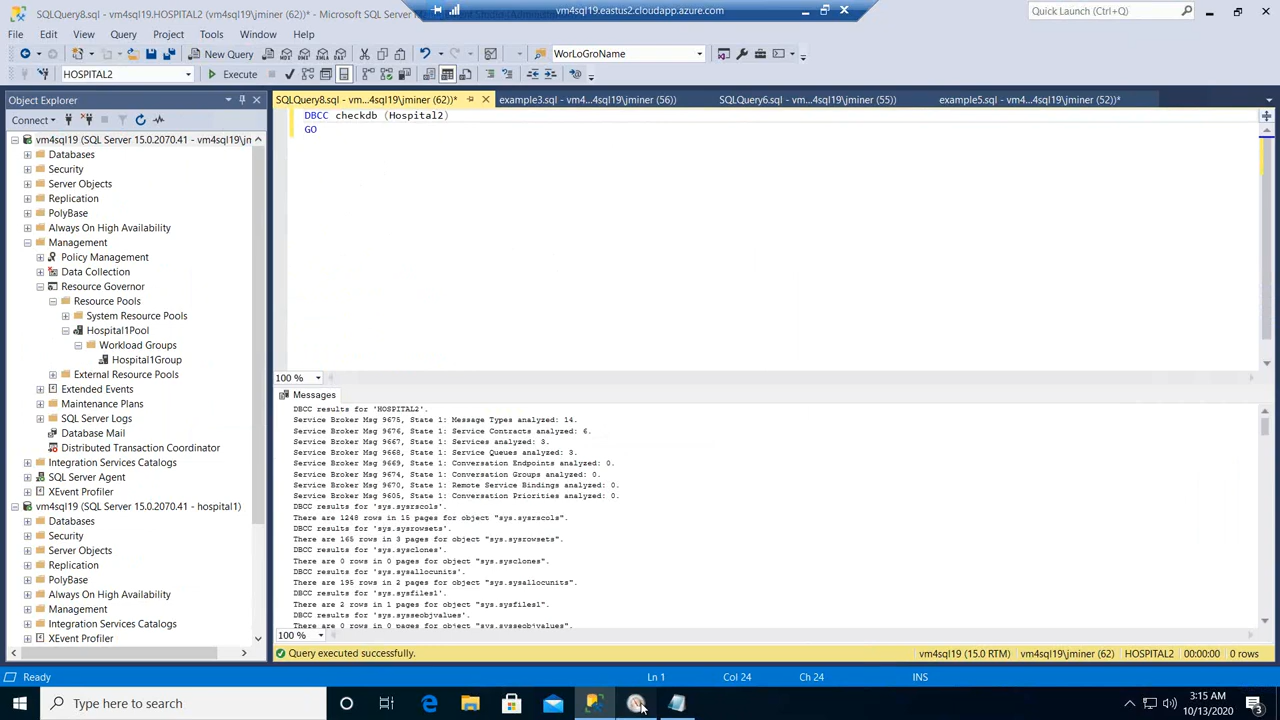 SQLQuery8.sql - vm4sql19.HOSPITAL2 (vm4sql19\jminer (62))* - Microsoft SQL Server
vm4sql19.eastus2.cloudapp.azure.com
Quick Launch (Ctrl+Q)
File Edit View Query Project Tools Window Help
New Query
WorLoGroName
HOSPITAL2
Execute
Object Explorer
SQLQuery8.sql - vm...4sql19\jminer (62))*
example3.sql - vm...4sql19\jminer (56))
SQLQuery6.sql - vm...4sql19\jminer (55))
example5.sql - vm...4sql19\jminer (52))*
Connect
DBCC checkdb (Hospital2)
GO
vm4sql19 (SQL Server 15.0.2070.41 - vm4sql19\jn
Databases
Security
Server Objects
Replication
PolyBase
Always On High Availability
Management
Policy Management
Data Collection
Resource Governor
Resource Pools
System Resource Pools
Hospital1Pool
Workload Groups
Hospital1Group
External Resource Pools
Extended Events
Maintenance Plans
SQL Server Logs
Database Mail
Distributed Transaction Coordinator
Integration Services Catalogs
SQL Server Agent
XEvent Profiler
vm4sql19 (SQL Server 15.0.2070.41 - hospital1)
Databases
Security
Server Objects
Replication
PolyBase
Always On High Availability
Management
Integration Services Catalogs
XEvent Profiler
100 %
Messages
DBCC results for 'HOSPITAL2'.
Service Broker Msg 9675, State 1: Message Types analyzed: 14.
Service Broker Msg 9676, State 1: Service Contracts analyzed: 6.
Service Broker Msg 9667, State 1: Services analyzed: 3.
Service Broker Msg 9668, State 1: Service Queues analyzed: 3.
Service Broker Msg 9669, State 1: Conversation Endpoints analyzed: 0.
Service Broker Msg 9674, State 1: Conversation Groups analyzed: 0.
Service Broker Msg 9670, State 1: Remote Service Bindings analyzed: 0.
Service Broker Msg 9605, State 1: Conversation Priorities analyzed: 0.
DBCC results for 'sys.sysrscols'.
There are 1248 rows in 15 pages for object "sys.sysrscols".
DBCC results for 'sys.sysrowsets'.
There are 165 rows in 3 pages for object "sys.sysrowsets".
DBCC results for 'sys.sysclones'.
There are 0 rows in 0 pages for object "sys.sysclones".
DBCC results for 'sys.sysallocunits'.
There are 195 rows in 2 pages for object "sys.sysallocunits".
DBCC results for 'sys.sysfiles1'.
There are 2 rows in 1 pages for object "sys.sysfiles1".
DBCC results for 'sys.sysseobjvalues'.
There are 0 rows in 0 pages for object "sys.sysseobjvalues".
100 %
Query executed successfully.
vm4sql19 (15.0 RTM) vm4sql19\jminer (62) HOSPITAL2 00:00:00 0 rows
Ready Ln 1 Col 24 Ch 24 INS
Type here to search
3:15 AM
10/13/2020
3